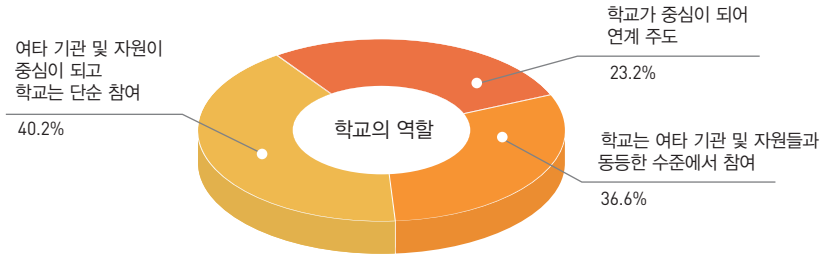 여타 기관 및 자원이
중심이 되고
학교는 단순 참여
40.2%
학교의 역할
학교가 중심이 되어
연계 주도
23.2%
학교는 여타 기관 및 자원들과
동등한 수준에서 참여
36.6%